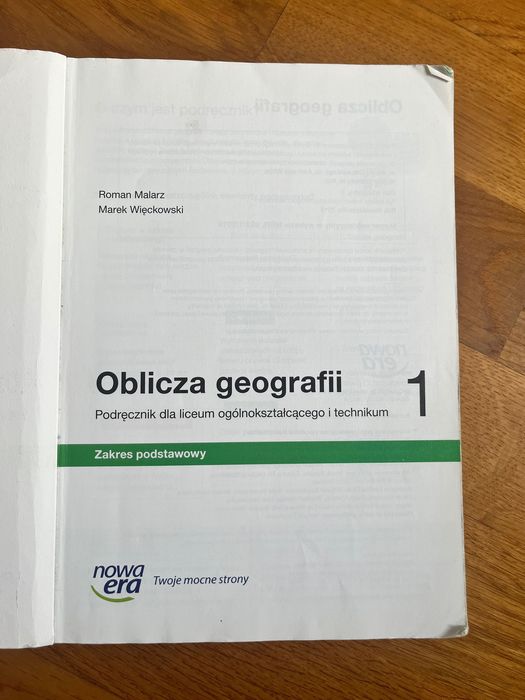 Roman Malarz
Marek Więckowski
Oblicza geografii 1
Podręcznik dla liceum ogólnokształcącego i technikum
Zakres podstawowy
nowa
era
Twoje mocne strony